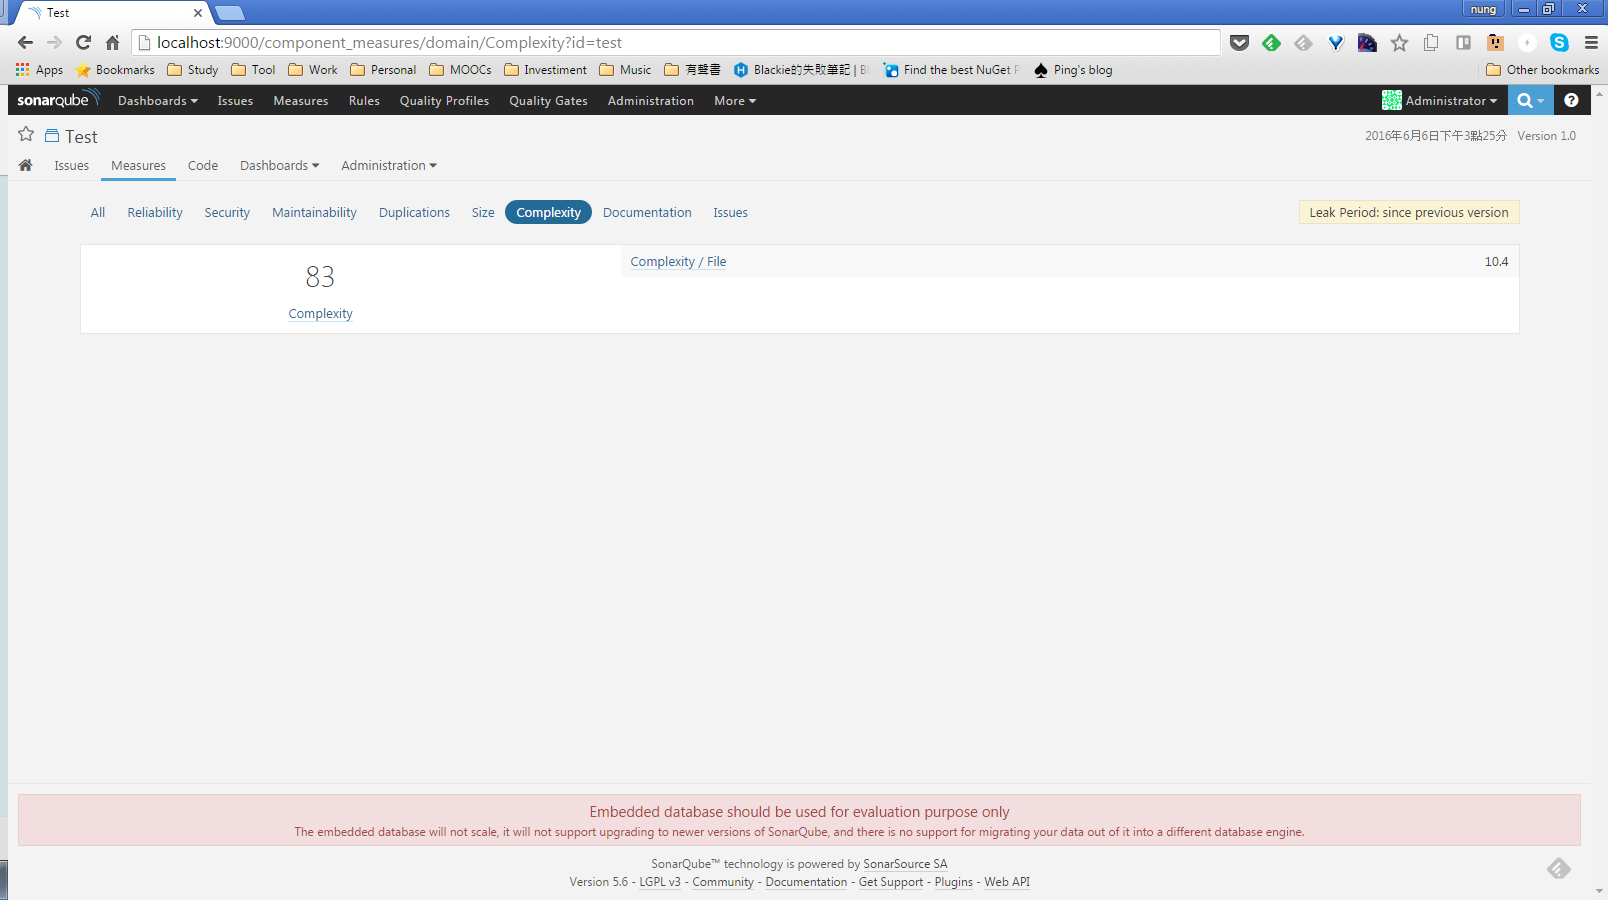 Test
nung
localhost:9000/component_measures/domain/Complexity?id=test
Apps Bookmarks Study Tool Work Personal MOOCs Investiment Music 有聲書 Blackie的失敗筆記 | Find the best NuGet Ping's blog Other bookmarks
sonarqube Dashboards Issues Measures Rules Quality Profiles Quality Gates Administration More Administrator
Test 2016年6月6日下午3點25分 Version 1.0
Issues Measures Code Dashboards Administration
All Reliability Security Maintainability Duplications Size Complexity Documentation Issues Leak Period: since previous version
Complexity / File 10.4
83
Complexity
Embedded database should be used for evaluation purpose only
The embedded database will not scale, it will not support upgrading to newer versions of SonarQube, and there is no support for migrating your data out of it into a different database engine.
SonarQube™ technology is powered by SonarSource SA
Version 5.6 - LGPL v3 - Community - Documentation - Get Support - Plugins - Web API